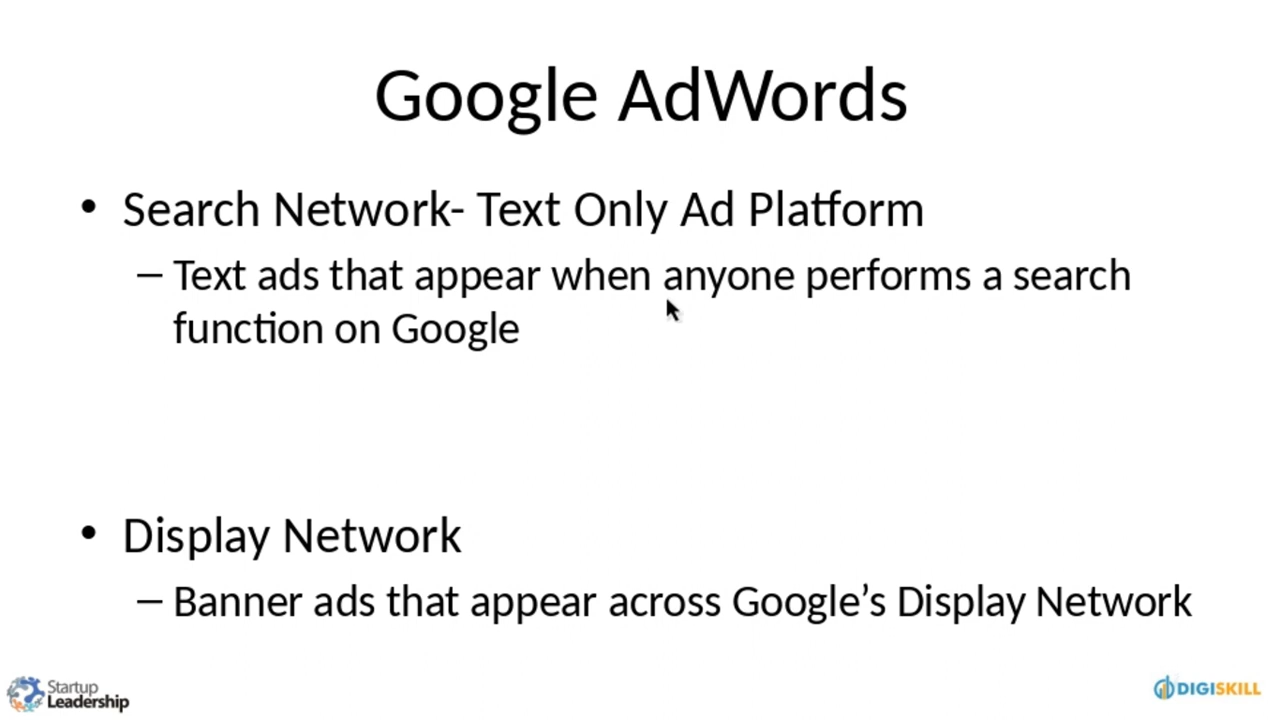 Google AdWords
• Search Network- Text Only Ad Platform
– Text ads that appear when anyone performs a search
function on Google
• Display Network
– Banner ads that appear across Google’s Display Network
Startup
Leadership
DIGISKILL